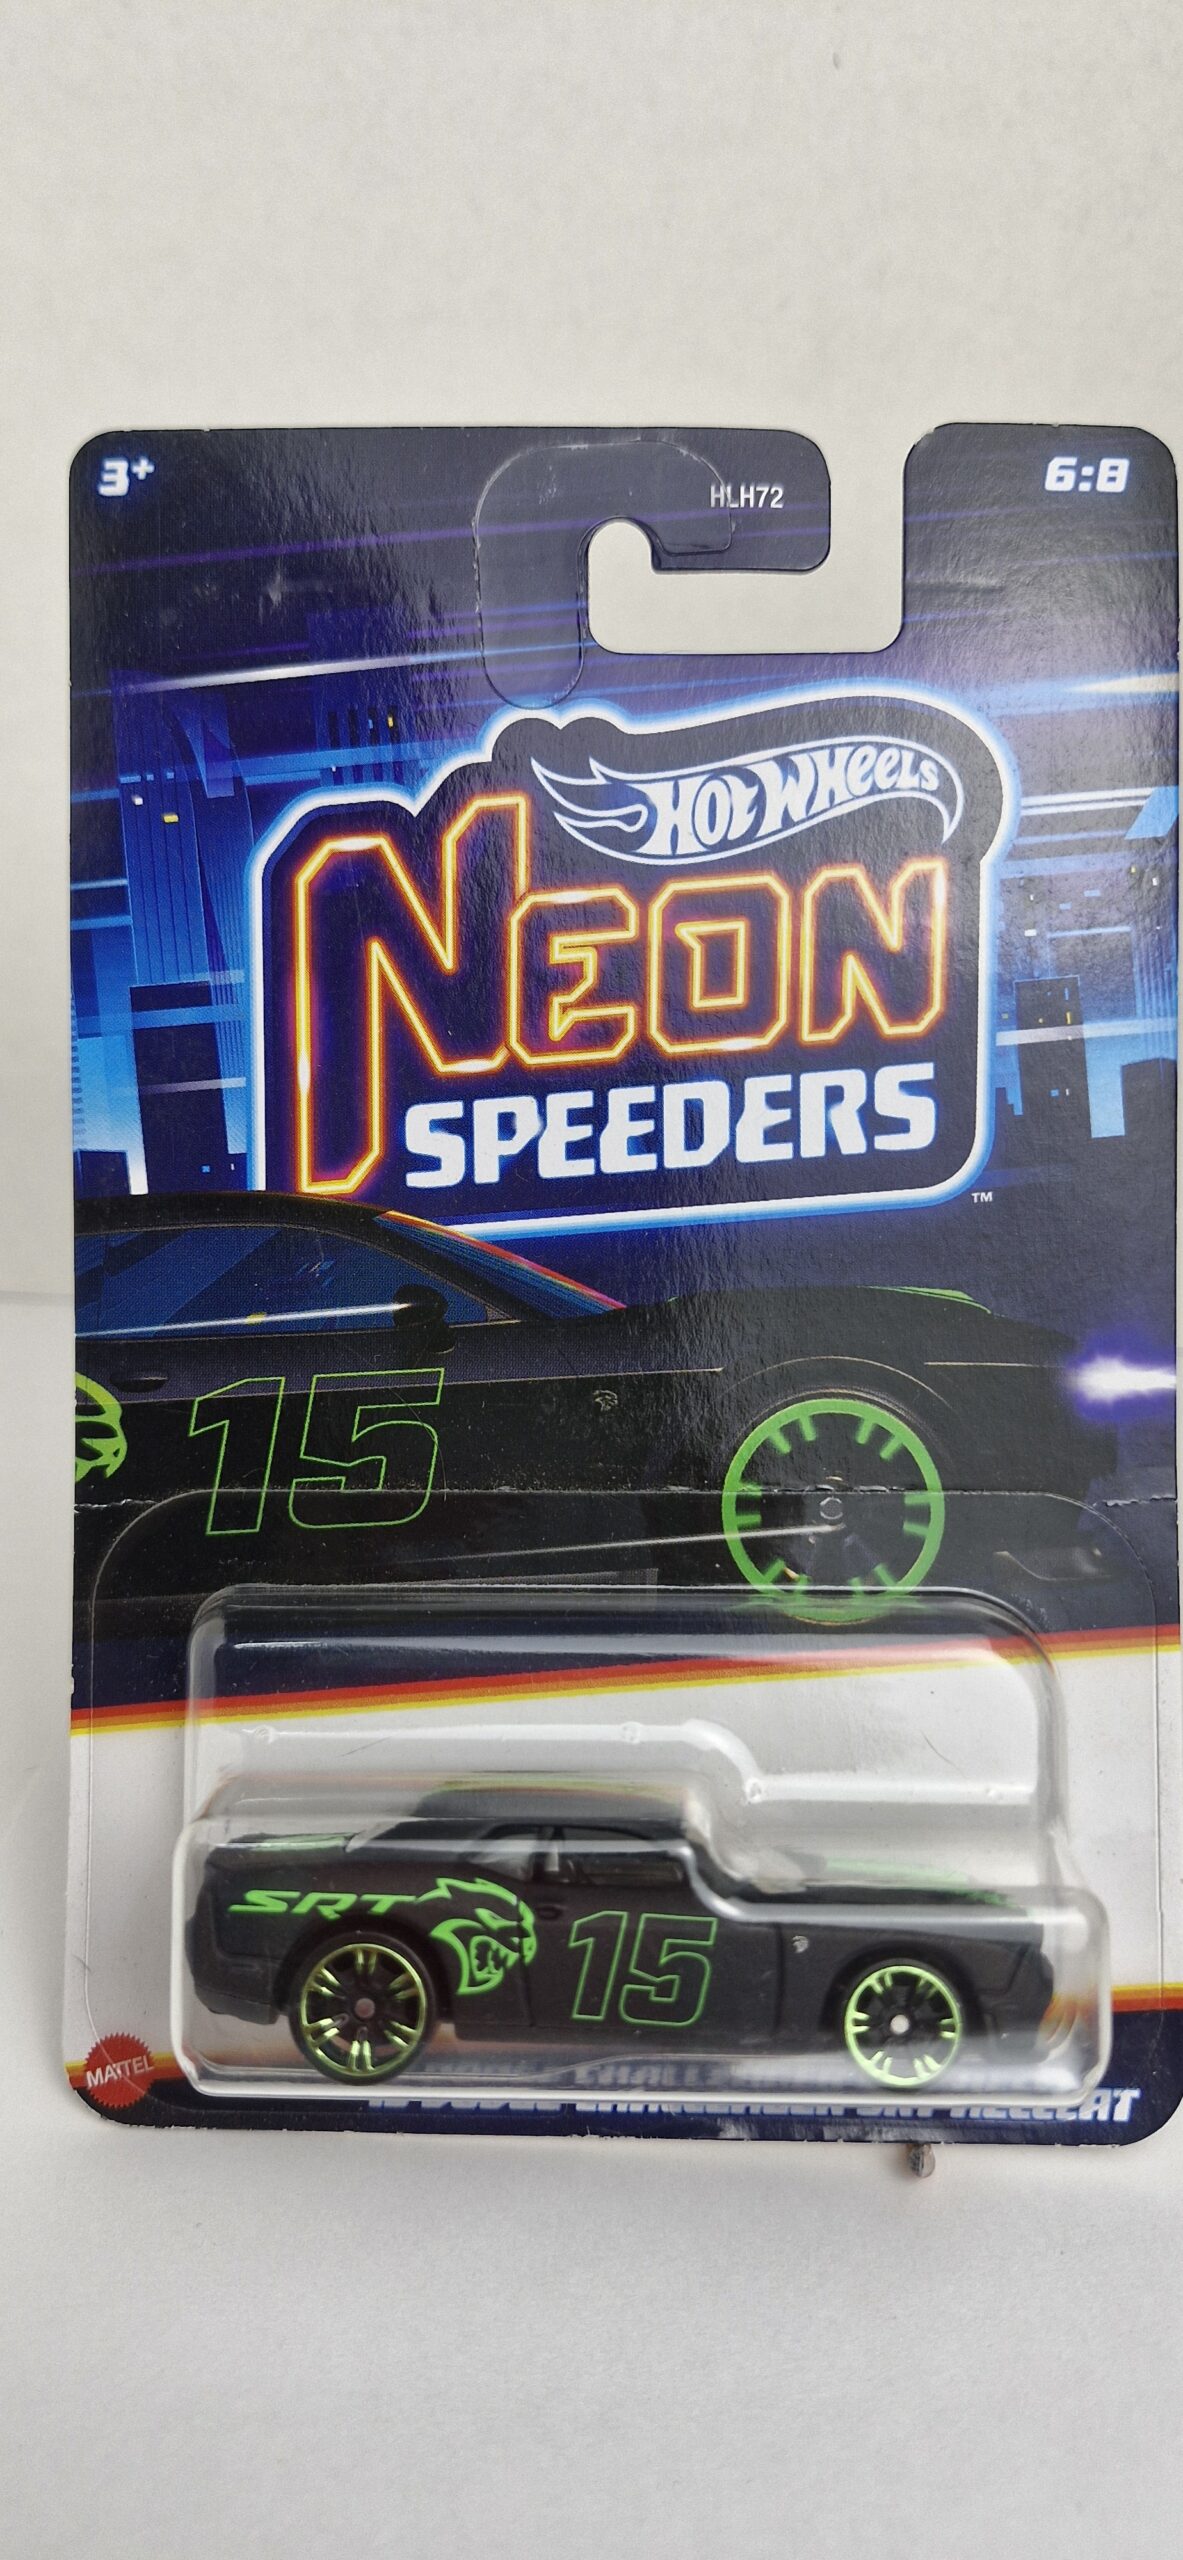 3+
HLH72
6:8
Hot Wheels
NEON
SPEEDERS
™
15
SRT
15
MATTEL